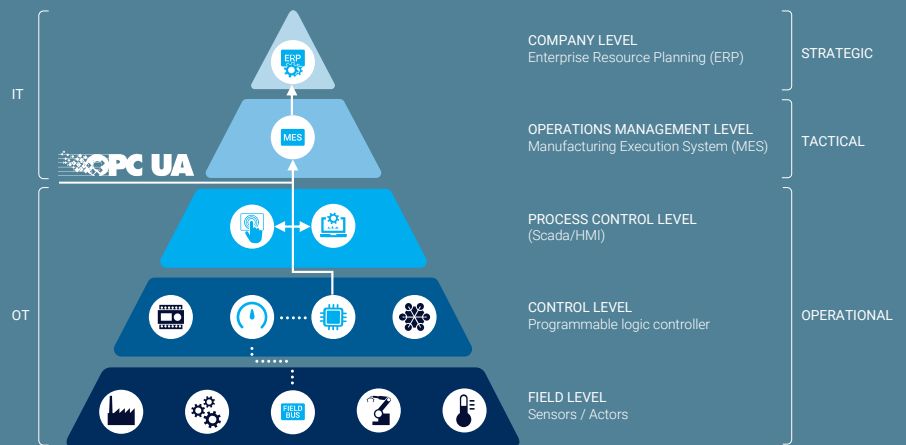 ERP
COMPANY LEVEL
Enterprise Resource Planning (ERP)
STRATEGIC
IT
MES
OPERATIONS MANAGEMENT LEVEL
Manufacturing Execution System (MES)
TACTICAL
OPC UA
PROCESS CONTROL LEVEL
(Scada/HMI)
OT
CONTROL LEVEL
Programmable logic controller
OPERATIONAL
FIELD
BUS
FIELD LEVEL
Sensors / Actors